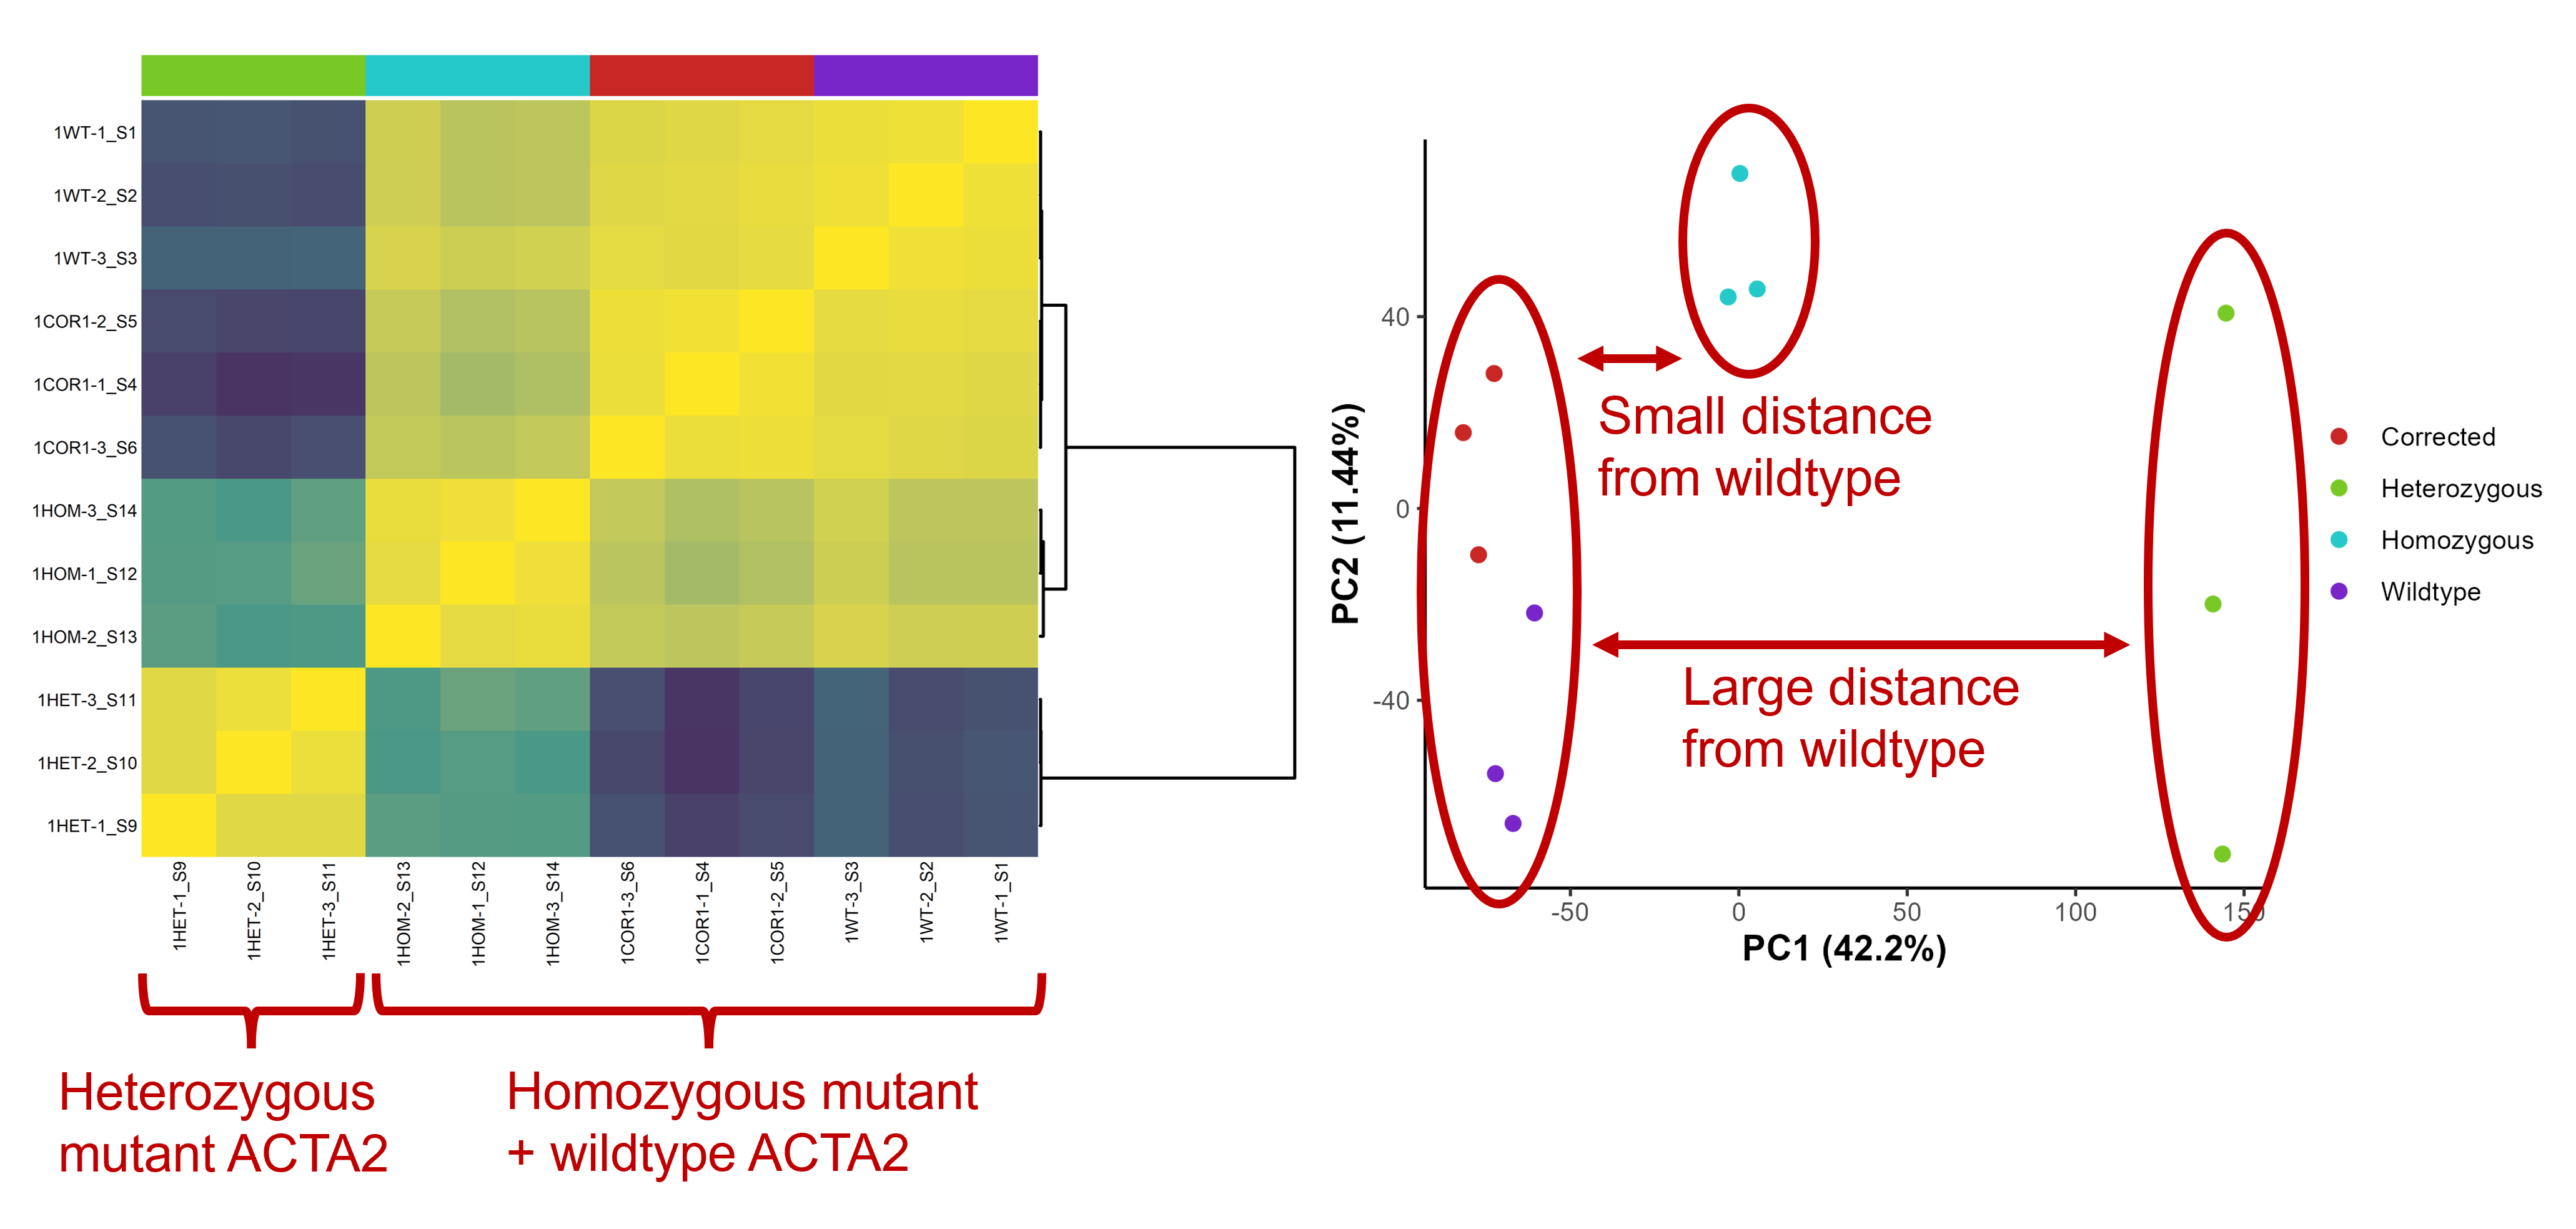 1WT-1_S1
1WT-2_S2
1WT-3_S3
1COR1-2_S5
1COR1-1_S4
1COR1-3_S6
1HOM-3_S14
1HOM-1_S12
1HOM-2_S13
1HET-3_S11
1HET-2_S10
1HET-1_S9
1HET-1_S9
1HET-2_S10
1HET-3_S11
1HOM-2_S13
1HOM-1_S12
1HOM-3_S14
1COR1-3_S6
1COR1-1_S4
1COR1-2_S5
1WT-3_S3
1WT-2_S2
1WT-1_S1
Heterozygous
mutant ACTA2
Homozygous mutant
+ wildtype ACTA2
PC2 (11.44%)
40
0
-40
Small distance
from wildtype
Large distance
from wildtype
-50
0
50
100
150
PC1 (42.2%)
Corrected
Heterozygous
Homozygous
Wildtype